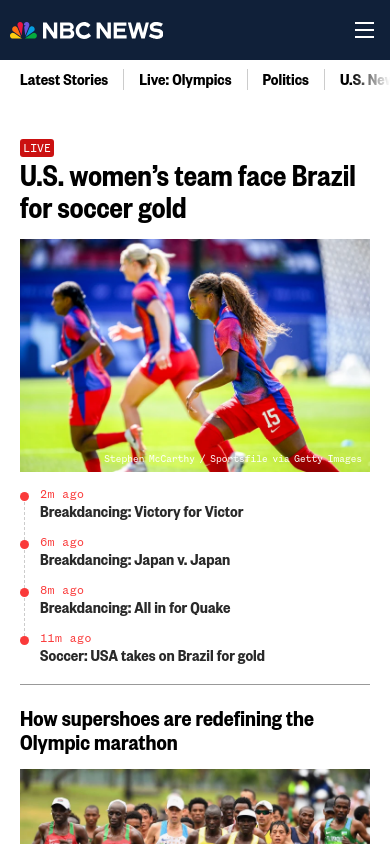 NBC NEWS
Latest Stories
Live: Olympics
Politics
U.S.
LIVE
U.S. women’s team face Brazil
for soccer gold
15
Stephen McCarthy / Sportsfile via Getty Images
2m ago
Breakdancing: Victory for Victor
6m ago
Breakdancing: Japan v. Japan
8m ago
Breakdancing: All in for Quake
11m ago
Soccer: USA takes on Brazil for gold
How supershoes are redefining the
Olympic marathon